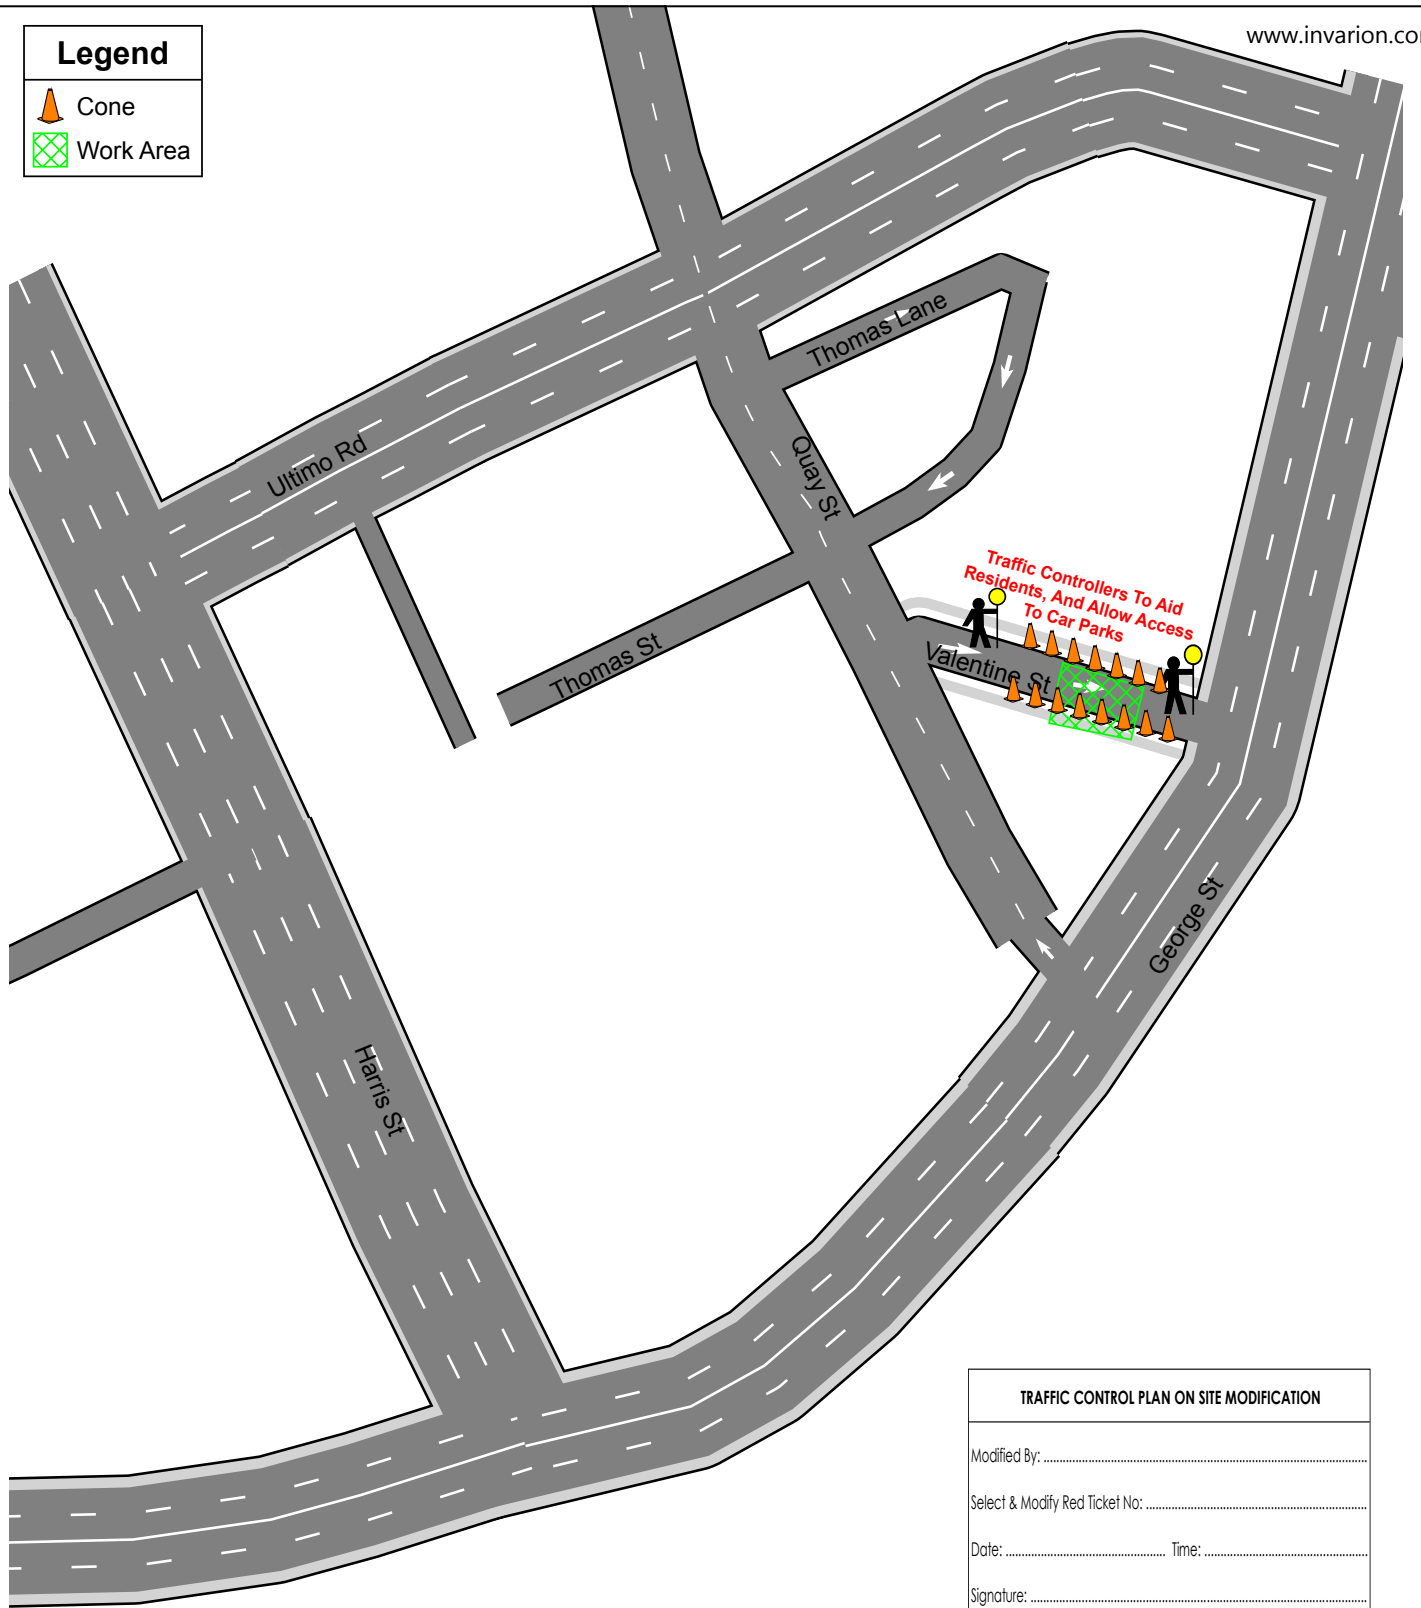 www.invarion.co
Legend
Cone
Work Area
Thomas Lane
Ultimo Rd
Quay St
Traffic Controllers To Aid
Residents, And Allow Access
To Car Parks
Valentine St
Thomas St
George St
Harris St
TRAFFIC CONTROL PLAN ON SITE MODIFICATION
Modified By:
Select & Modify Red Ticket No:
Date: Time:
Signature: